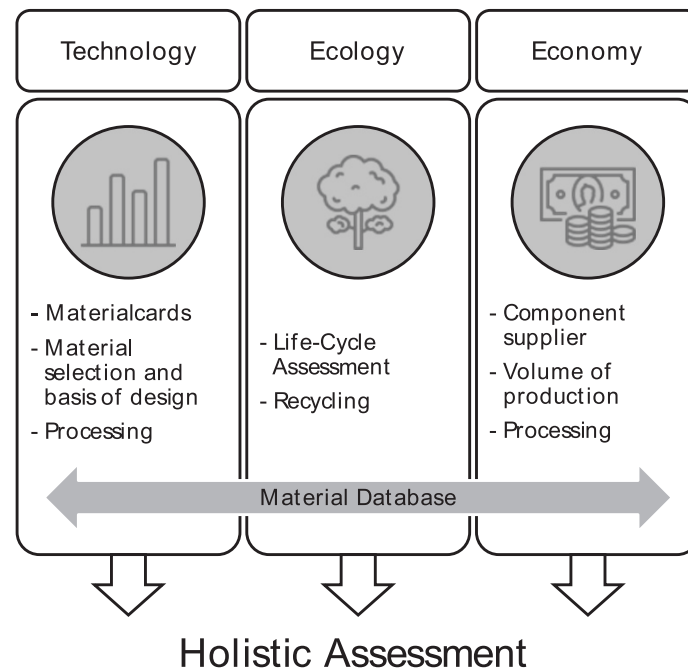 Technology
Ecology
Economy
- Materialcards
- Material
selection and
basis of design
- Processing
- Life-Cycle
Assessment
- Recycling
- Component
supplier
- Volume of
production
- Processing
Material Database
Holistic Assessment